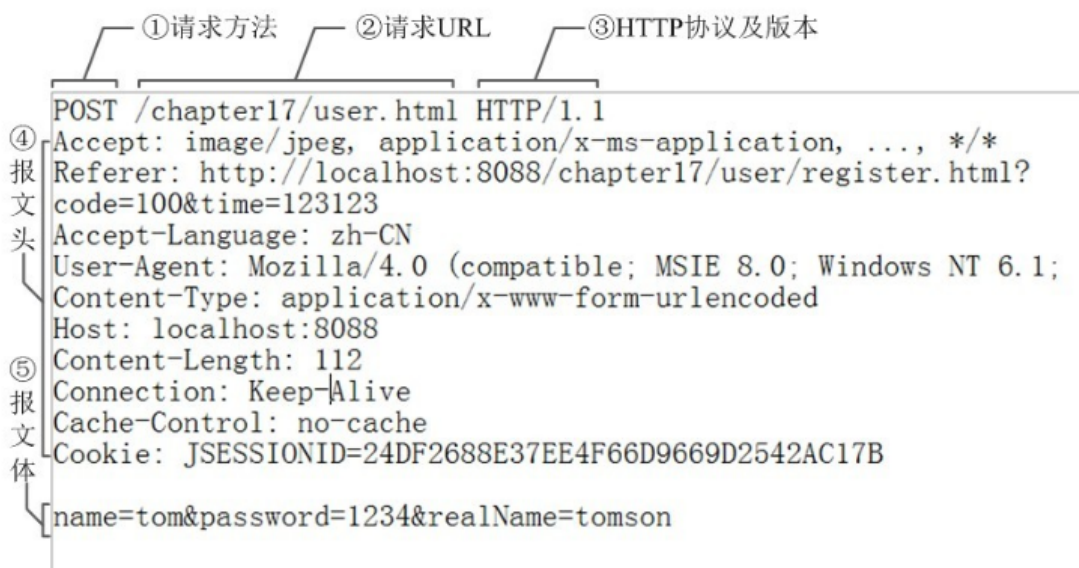 ①请求方法 ②请求URL ③HTTP协议及版本
POST /chapter17/user.html HTTP/1.1
④报文头
Accept: image/jpeg, application/x-ms-application, ..., */*
Referer: http://localhost:8088/chapter17/user/register.html?
code=100&time=123123
Accept-Language: zh-CN
User-Agent: Mozilla/4.0 (compatible; MSIE 8.0; Windows NT 6.1;
Content-Type: application/x-www-form-urlencoded
Host: localhost:8088
Content-Length: 112
Connection: Keep-Alive
Cache-Control: no-cache
Cookie: JSESSIONID=24DF2688E37EE4F66D9669D2542AC17B
⑤报文体
name=tom&password=1234&realName=tomson